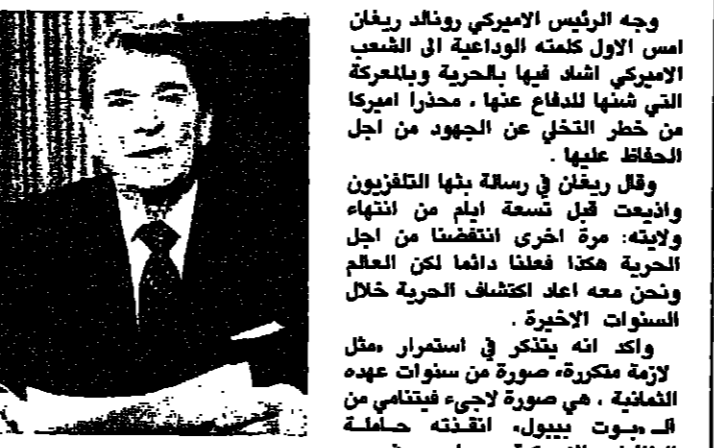 وجه الرئيس الاميركي رونالد ريغان
امس الاول كلمته الوداعية الى الشعب
الاميركي اشاد فيها بالحرية وبالمعركة
التي شنها للدفاع عنها ، محذرا اميركا
من خطر التخلي عن الجهود من اجل
الحفاظ عليها .
وقال ريغان في رسالة بثها التلفزيون
واذيعت قبل تسعة ايام من انتهاء
ولايته: مرة اخرى انتفضنا من اجل
الحرية هكذا فعلنا دائما لكن العالم
ونحن معه اعاد اكتشاف الحرية خلال
السنوات الاخيرة .
واكد انه يتذكر في استمرار «مثل
لازمة متكررة» صورة من سنوات عهده
الثمانية ، هي صورة لاجىء فيتنامي من
الـ «بوت بيبول» انقذته حاملة